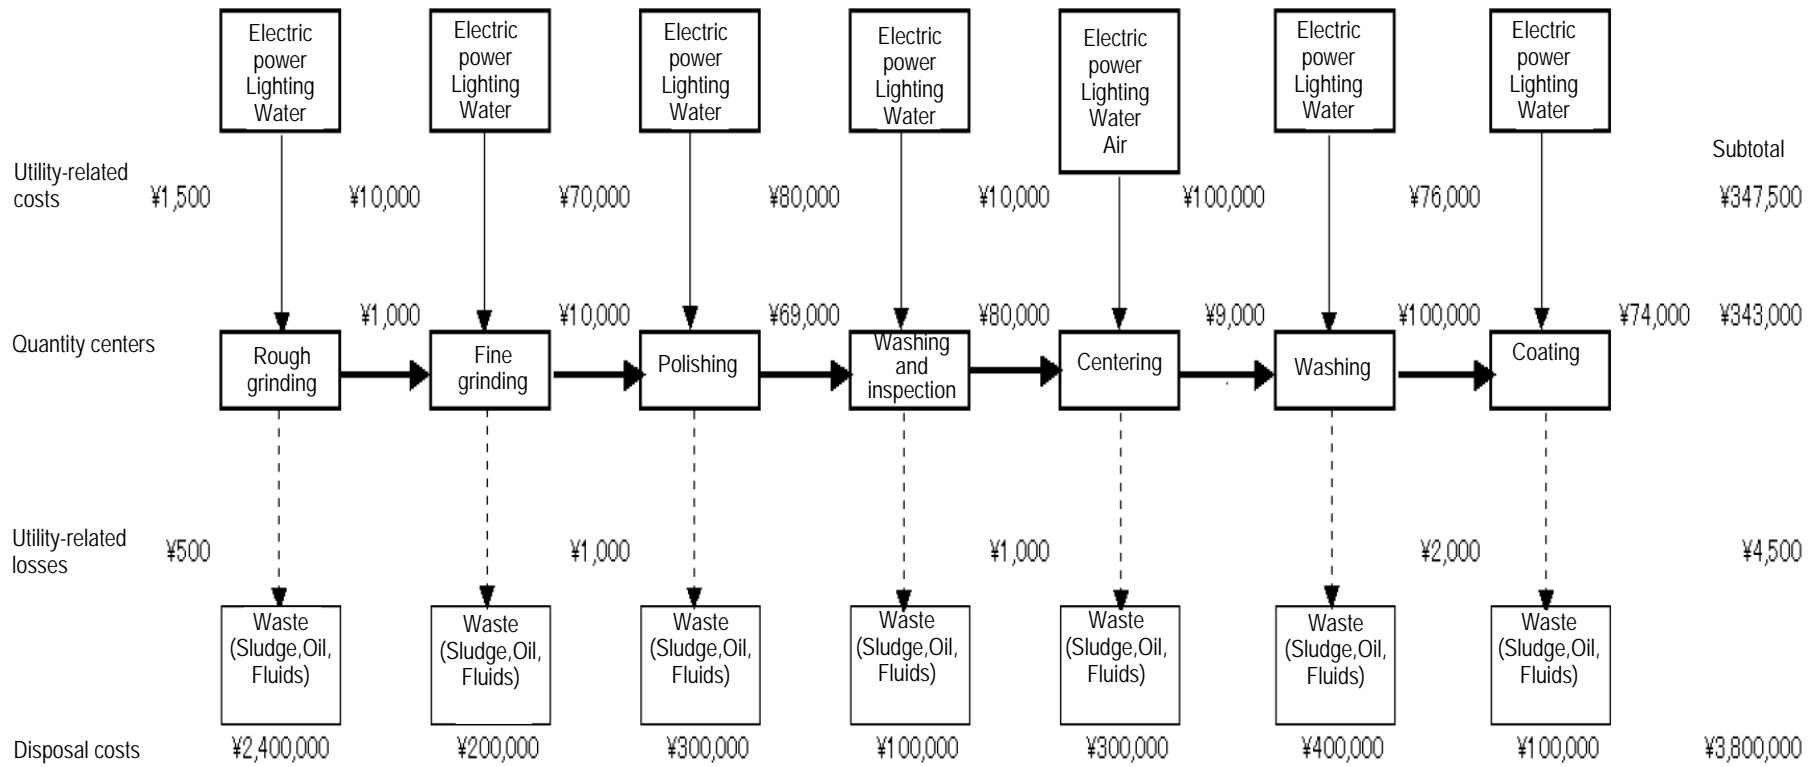 Electric
power
Lighting
Water
Electric
power
Lighting
Water
Electric
power
Lighting
Water
Electric
power
Lighting
Water
Electric
power
Lighting
Water
Air
Electric
power
Lighting
Water
Electric
power
Lighting
Water
Subtotal
Utility-related
costs
¥1,500
¥10,000
¥70,000
¥80,000
¥10,000
¥100,000
¥76,000
¥347,500
¥1,000
¥10,000
¥69,000
¥80,000
¥9,000
¥100,000
¥74,000
¥343,000
Quantity centers
Rough
grinding
Fine
grinding
Polishing
Washing
and
inspection
Centering
Washing
Coating
Utility-related
losses
¥500
¥1,000
¥1,000
¥2,000
¥4,500
Waste
(Sludge,Oil,
Fluids)
Waste
(Sludge,Oil,
Fluids)
Waste
(Sludge,Oil,
Fluids)
Waste
(Sludge,Oil,
Fluids)
Waste
(Sludge,Oil,
Fluids)
Waste
(Sludge,Oil,
Fluids)
Waste
(Sludge,Oil,
Fluids)
Disposal costs
¥2,400,000
¥200,000
¥300,000
¥100,000
¥300,000
¥400,000
¥100,000
¥3,800,000